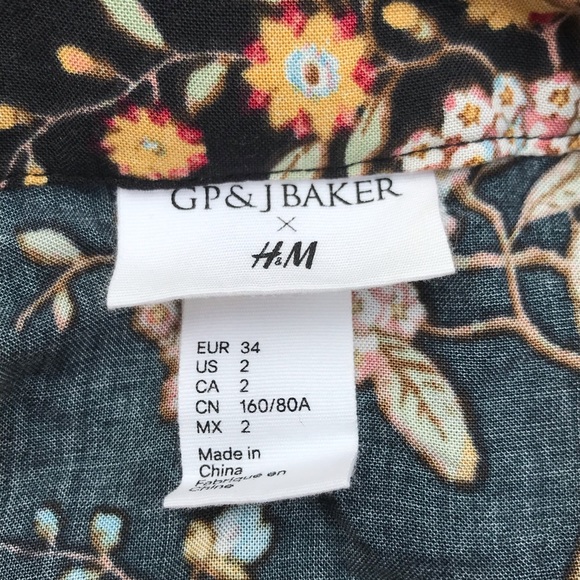 GP & J BAKER
×
H&M
EUR 34
US 2
CA 2
CN 160/80A
MX 2
Made in
China
Fabriqué en
Chine